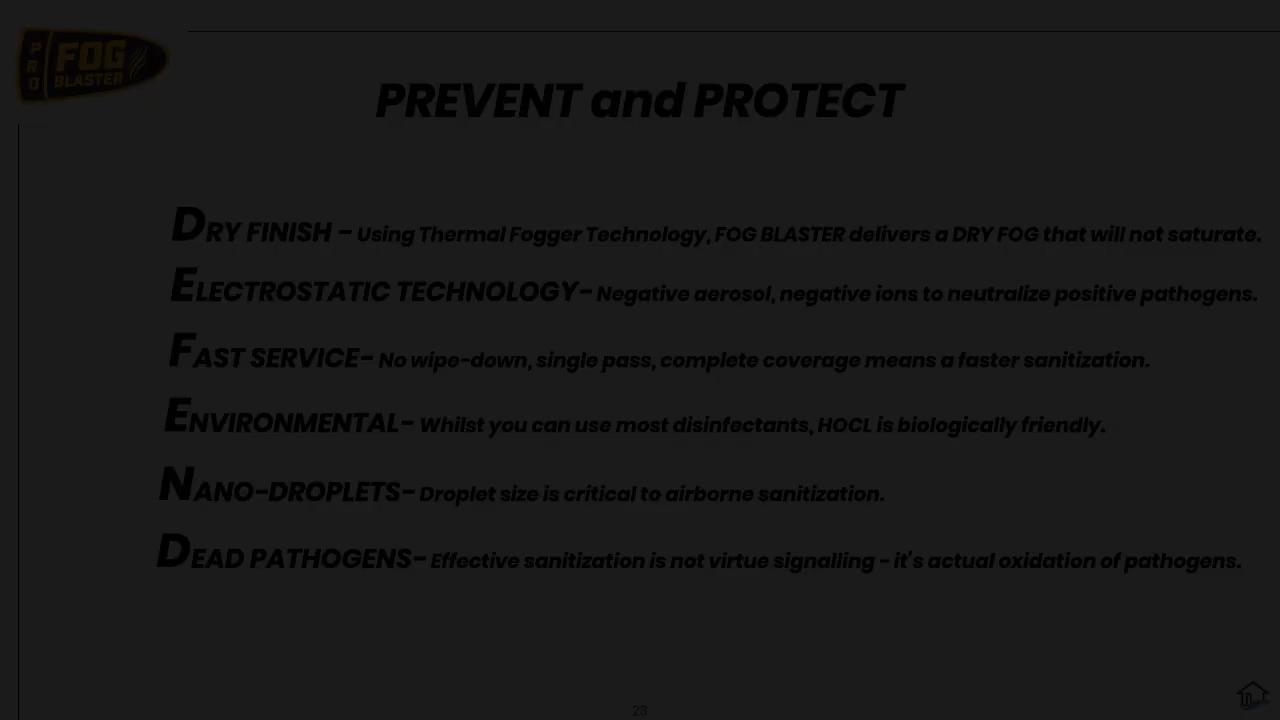 PRO FOG BLASTER
PREVENT and PROTECT
DRY FINISH - Using Thermal Fogger Technology, FOG BLASTER delivers a DRY FOG that will not saturate.
ELECTROSTATIC TECHNOLOGY- Negative aerosol, negative ions to neutralize positive pathogens.
FAST SERVICE- No wipe-down, single pass, complete coverage means a faster sanitization.
ENVIRONMENTAL- Whilst you can use most disinfectants, HOCL is biologically friendly.
NANO-DROPLETS- Droplet size is critical to airborne sanitization.
DEAD PATHOGENS- Effective sanitization is not virtue signalling - it's actual oxidation of pathogens.
23